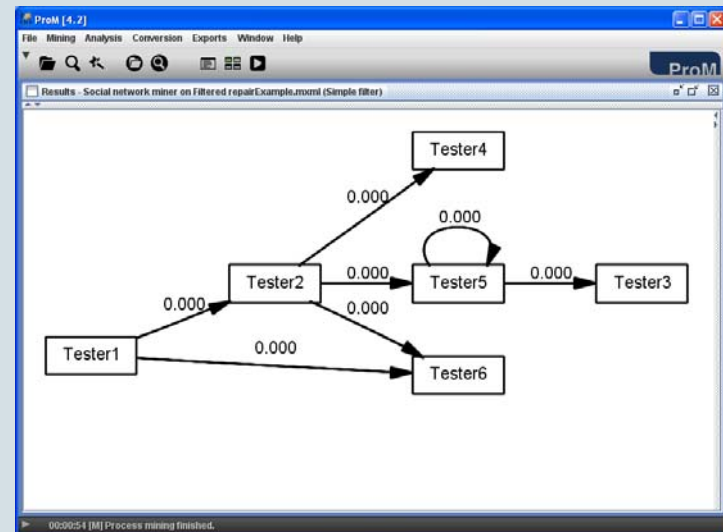 ProM [4.2]
File Mining Analysis Conversion Exports Window Help
ProM
Results - Social network miner on Filtered repairExample.mxml (Simple filter)
Tester4
0.000
0.000
Tester2
0.000
Tester5
0.000
Tester3
0.000
0.000
Tester1
0.000
Tester6
00:00:54 [M] Process mining finished.